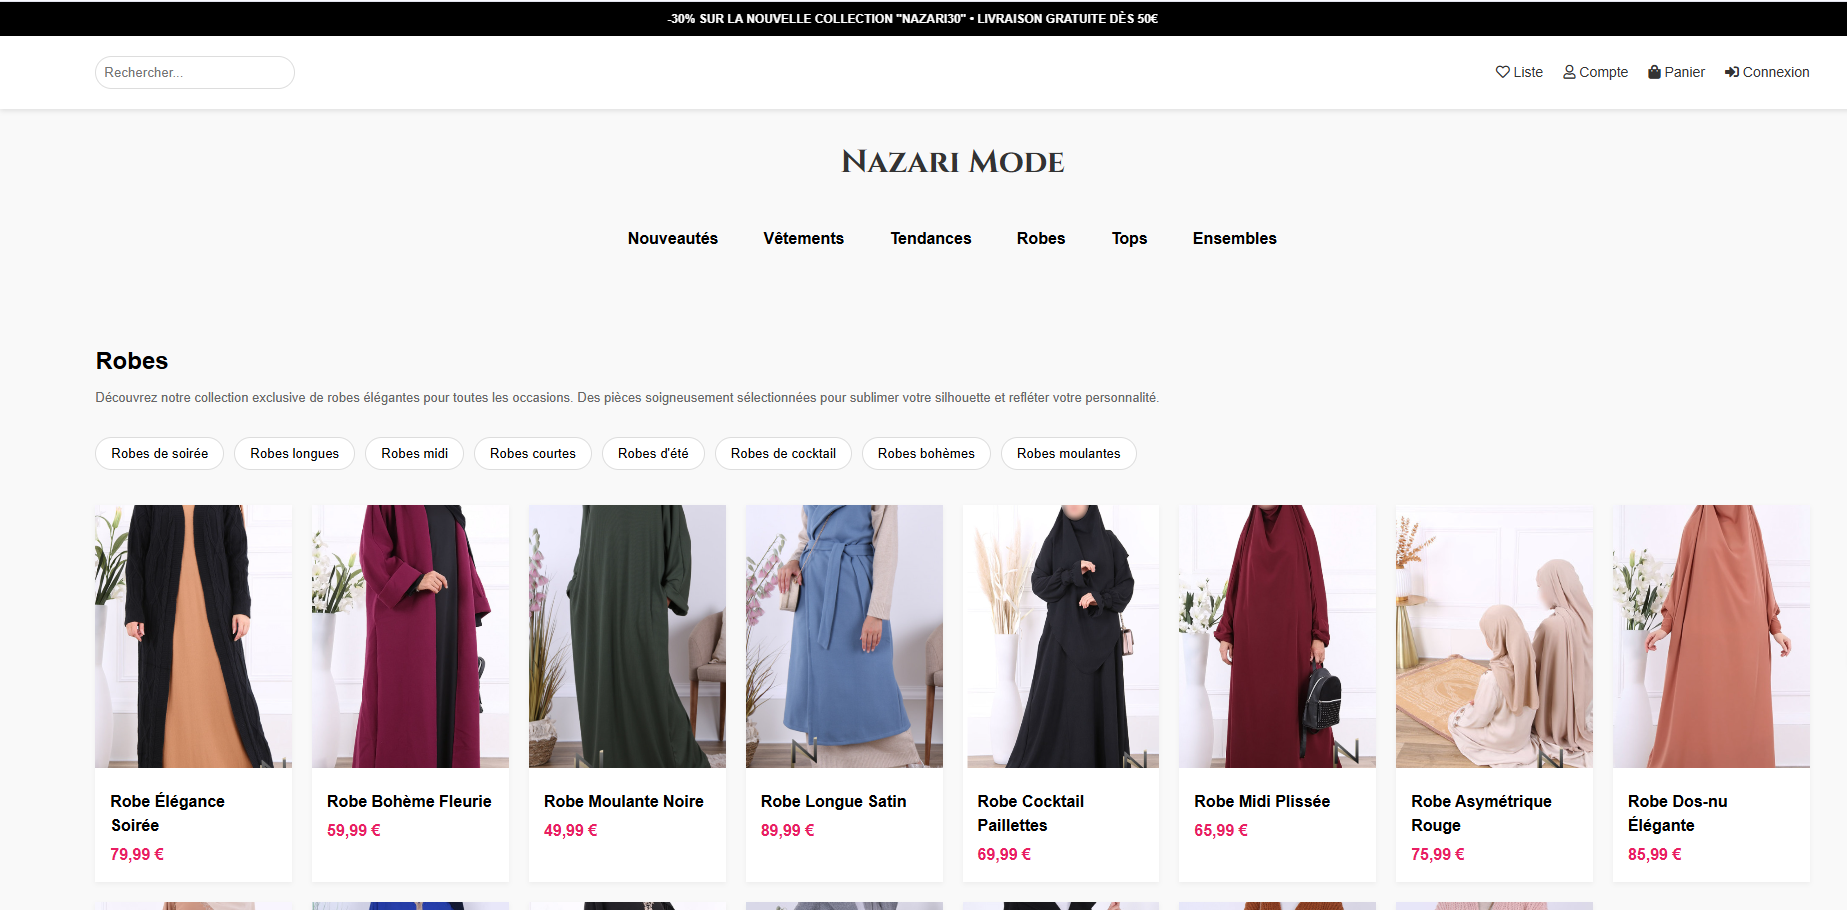 -30% SUR LA NOUVELLE COLLECTION "NAZARI30" • LIVRAISON GRATUITE DÈS 50€
Rechercher...
Liste Compte Panier Connexion
Nazari Mode
Nouveautés Vêtements Tendances Robes Tops Ensembles
Robes
Découvrez notre collection exclusive de robes élégantes pour toutes les occasions. Des pièces soigneusement sélectionnées pour sublimer votre silhouette et refléter votre personnalité.
Robes de soirée Robes longues Robes midi Robes courtes Robes d'été Robes de cocktail Robes bohèmes Robes moulantes
Robe Élégance
Soirée
79,99 €
Robe Bohème Fleurie
59,99 €
Robe Moulante Noire
49,99 €
Robe Longue Satin
89,99 €
Robe Cocktail
Paillettes
69,99 €
Robe Midi Plissée
65,99 €
Robe Asymétrique
Rouge
75,99 €
Robe Dos-nu
Élégante
85,99 €